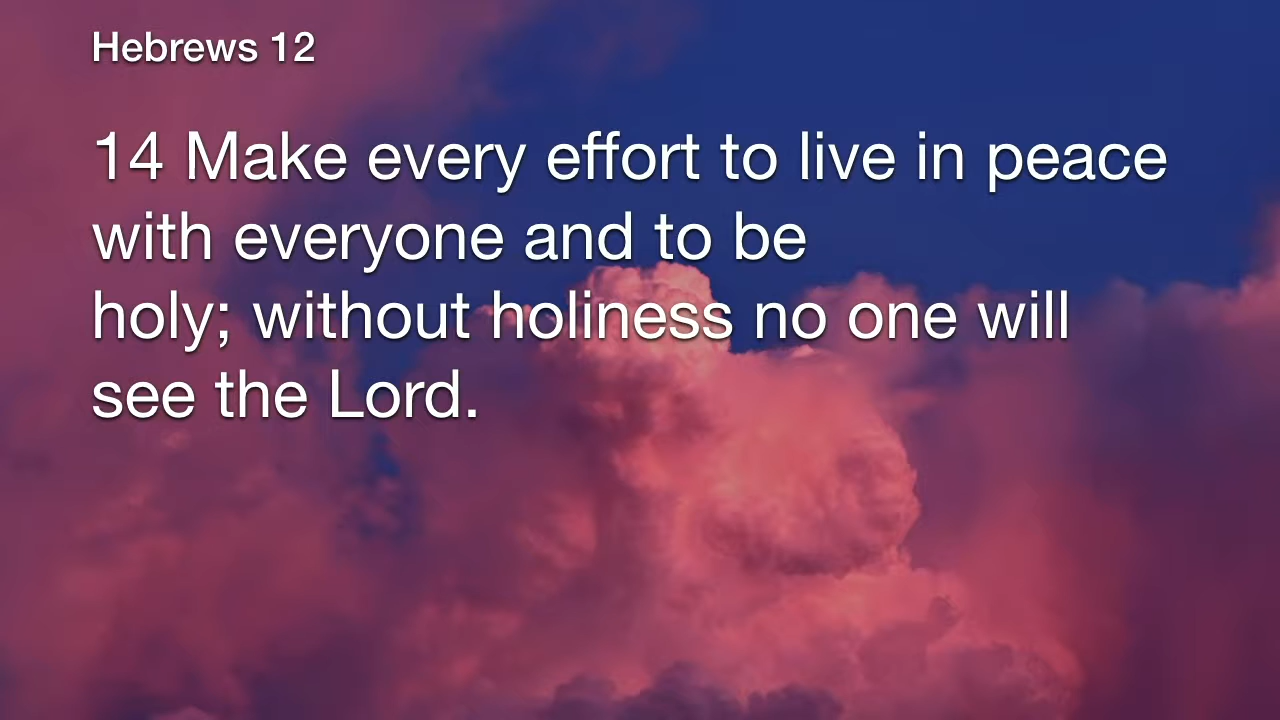 Hebrews 12
14 Make every effort to live in peace
with everyone and to be
holy; without holiness no one will
see the Lord.